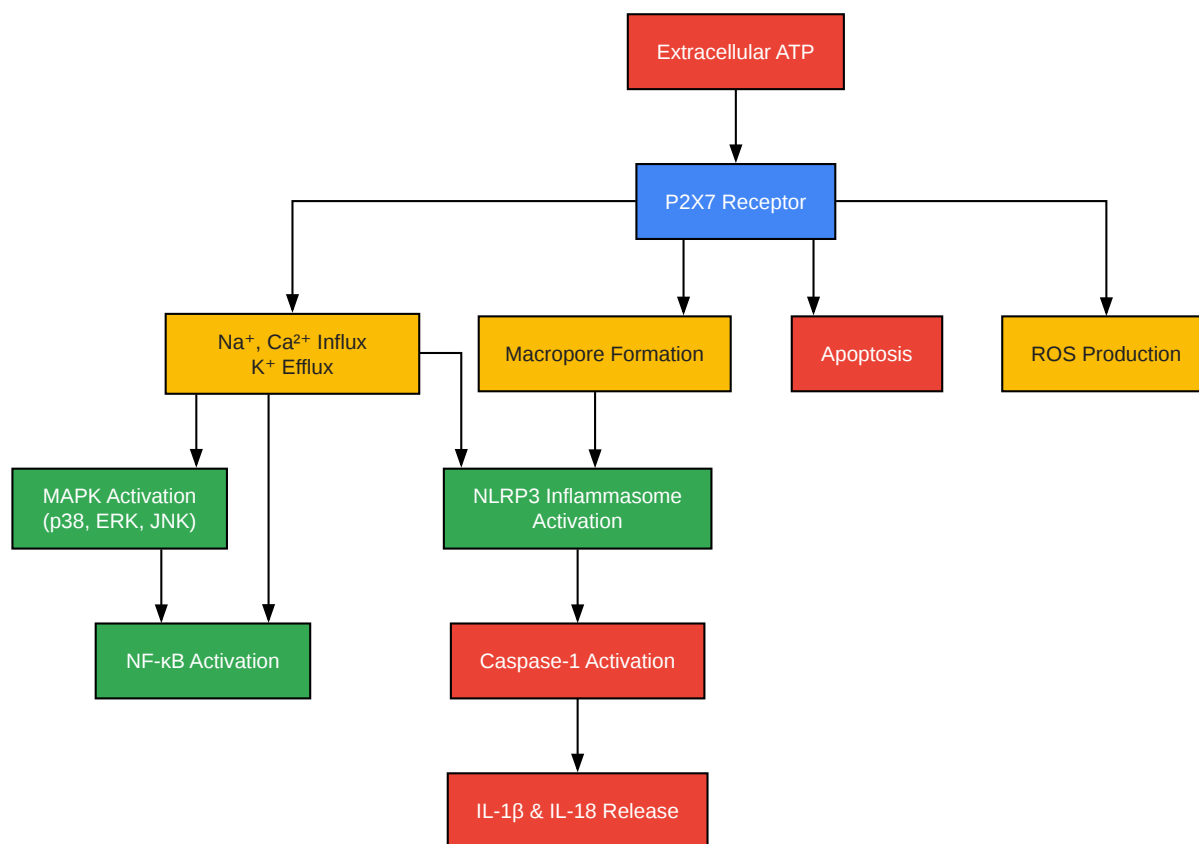 Extracellular ATP
P2X7 Receptor
Na⁺, Ca²⁺ Influx
K⁺ Efflux
Macropore Formation
Apoptosis
ROS Production
MAPK Activation
(p38, ERK, JNK)
NLRP3 Inflammasome
Activation
NF-κB Activation
Caspase-1 Activation
IL-1β & IL-18 Release